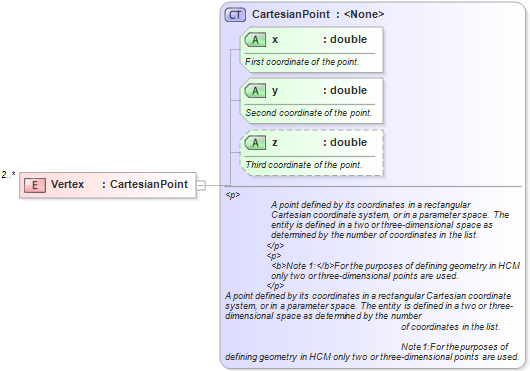 CT CartesianPoint : <None>
A x : double
First coordinate of the point.
A y : double
Second coordinate of the point.
A z : double
Third coordinate of the point.
2..*
E Vertex : CartesianPoint
<p>
A point defined by its coordinates in a rectangular
Cartesian coordinate system, or in a parameter space. The
entity is defined in a two or three-dimensional space as
determined by the number of coordinates in the list.
</p>
<p>
<b>Note 1:</b>For the purposes of defining geometry in HCM
only two or three-dimensional points are used.
</p>
A point defined by its coordinates in a rectangular Cartesian coordinate
system, or in a parameter space. The entity is defined in a two or three-
dimensional space as determined by the number
of coordinates in the list.
Note 1:For the purposes of
defining geometry in HCM only two or three-dimensional points are used.